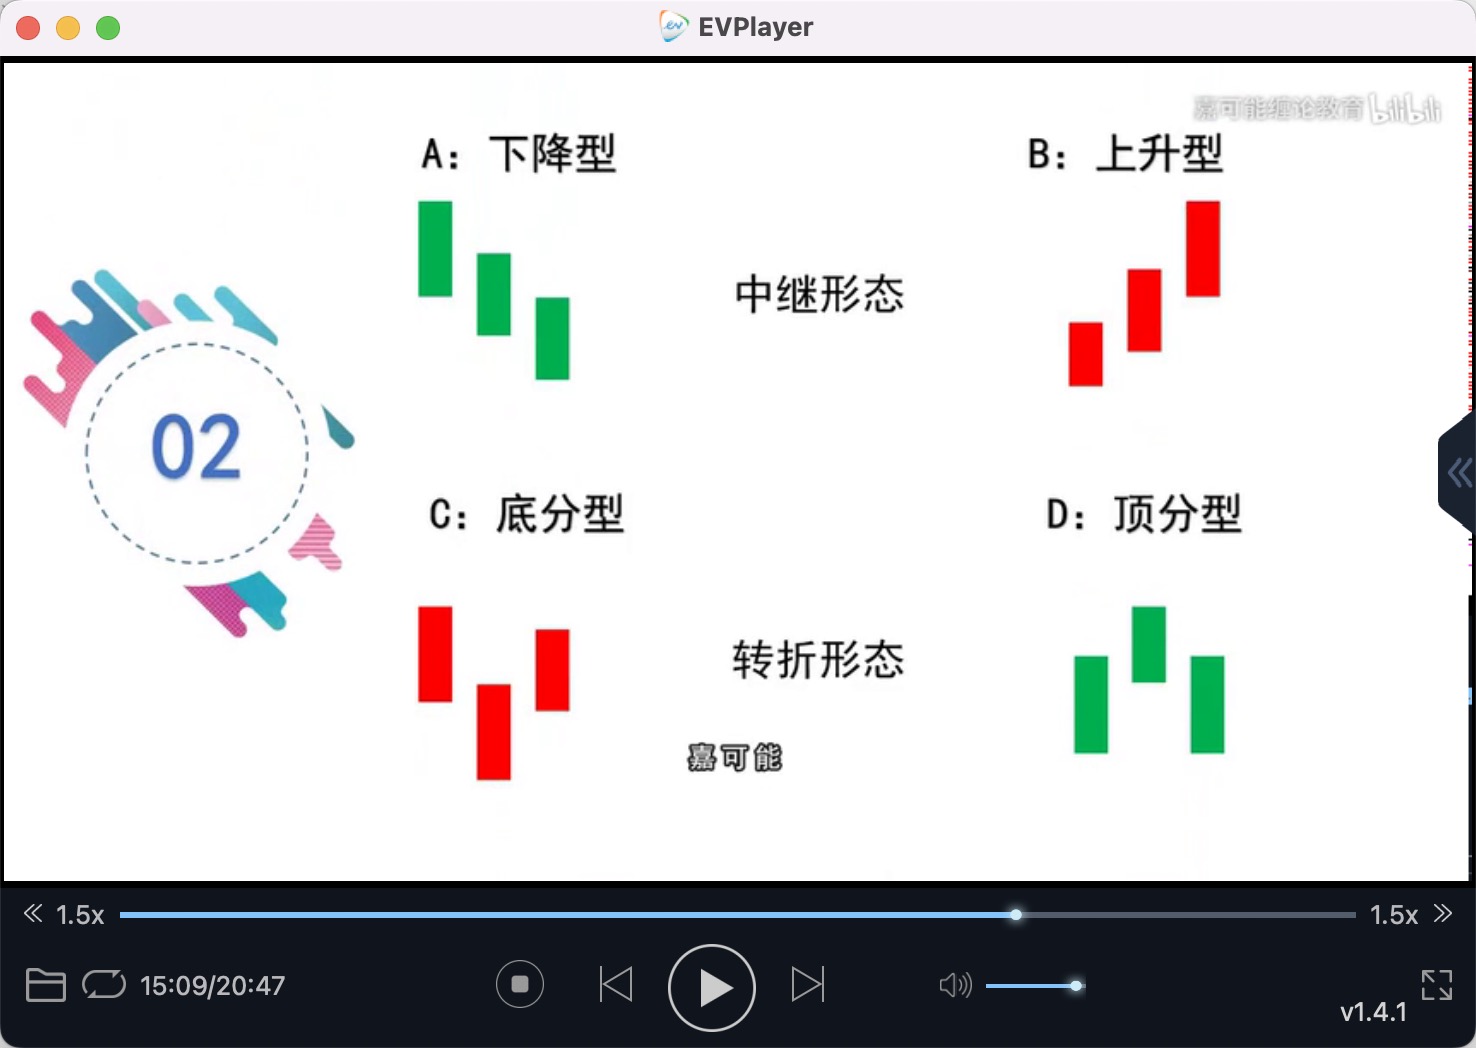 EVPlayer
嘉可能缠论教育 bilibili
A：下降型
B：上升型
中继形态
02
C：底分型
D：顶分型
转折形态
嘉可能
1.5x
1.5x
15:09/20:47
v1.4.1